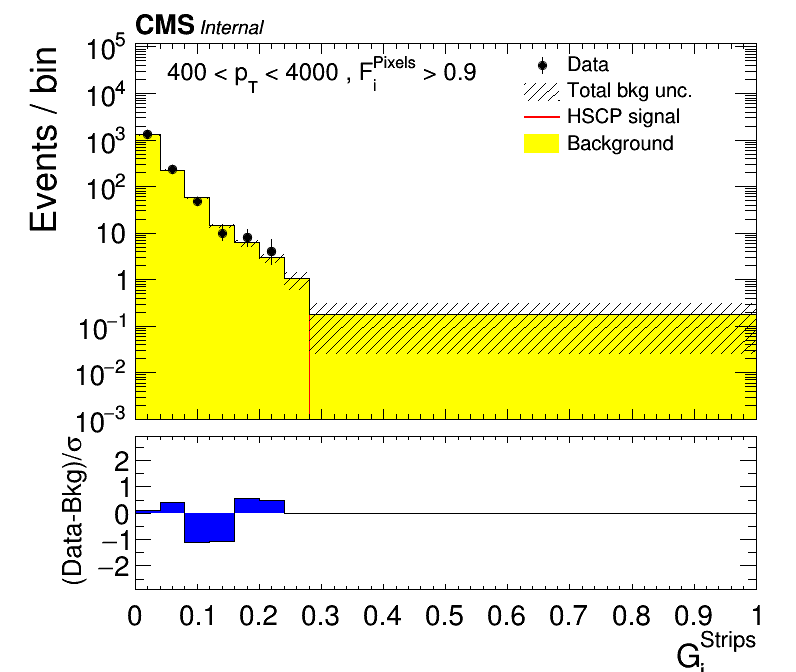 CMS Internal
400 < p_T < 4000 , F_i^Pixels > 0.9
Data
Total bkg unc.
HSCP signal
Background
Events / bin
10^5
10^4
10^3
10^2
10
1
10^−1
10^−2
10^−3
(Data-Bkg)/σ
2
1
0
−1
−2
0 0.1 0.2 0.3 0.4 0.5 0.6 0.7 0.8 0.9 1
G_i^Strips